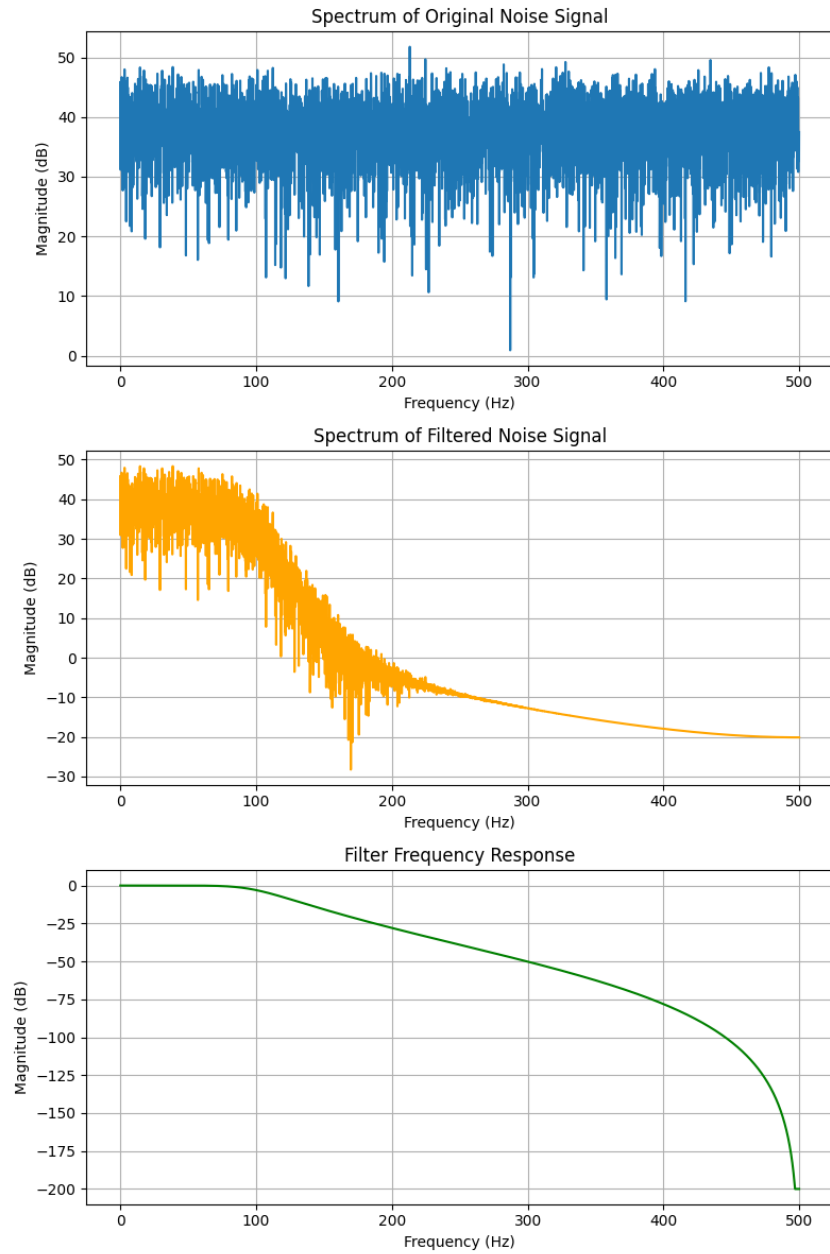 Spectrum of Original Noise Signal
50
40
30
20
10
0
Magnitude (dB)
0 100 200 300 400 500
Frequency (Hz)
Spectrum of Filtered Noise Signal
50
40
30
20
10
0
−10
−20
−30
Magnitude (dB)
0 100 200 300 400 500
Frequency (Hz)
Filter Frequency Response
0
−25
−50
−75
−100
−125
−150
−175
−200
Magnitude (dB)
0 100 200 300 400 500
Frequency (Hz)